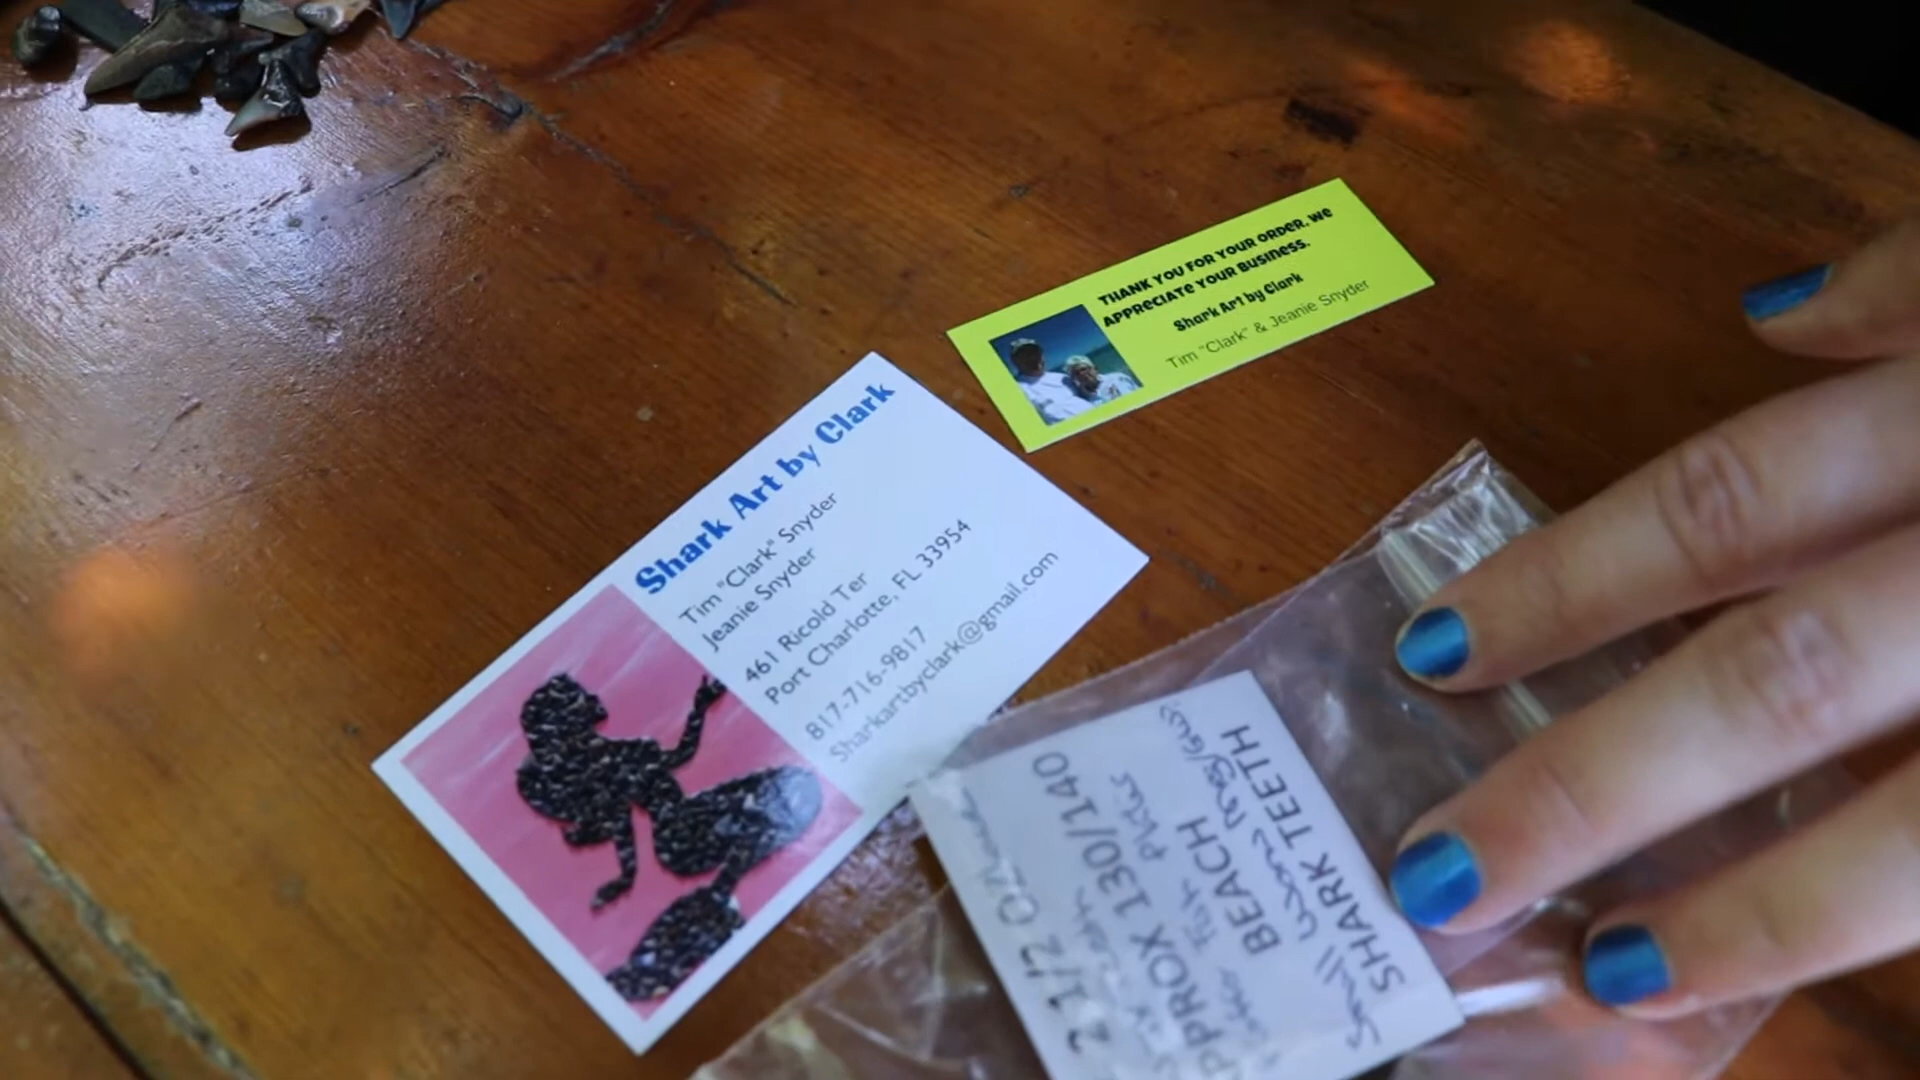 THANK YOU FOR YOUR ORDER. WE
APPRECIATE YOUR BUSINESS.
Shark Art by Clark
Tim "Clark" & Jeanie Snyder
Shark Art by Clark
Tim "Clark" Snyder
Jeanie Snyder
461 Ricold Ter
Port Charlotte, FL 33954
817-716-9817
Sharkartbyclark@gmail.com
2 1/2 OZ
PPROX 130/140
BEACH
Small
SHARK TEETH